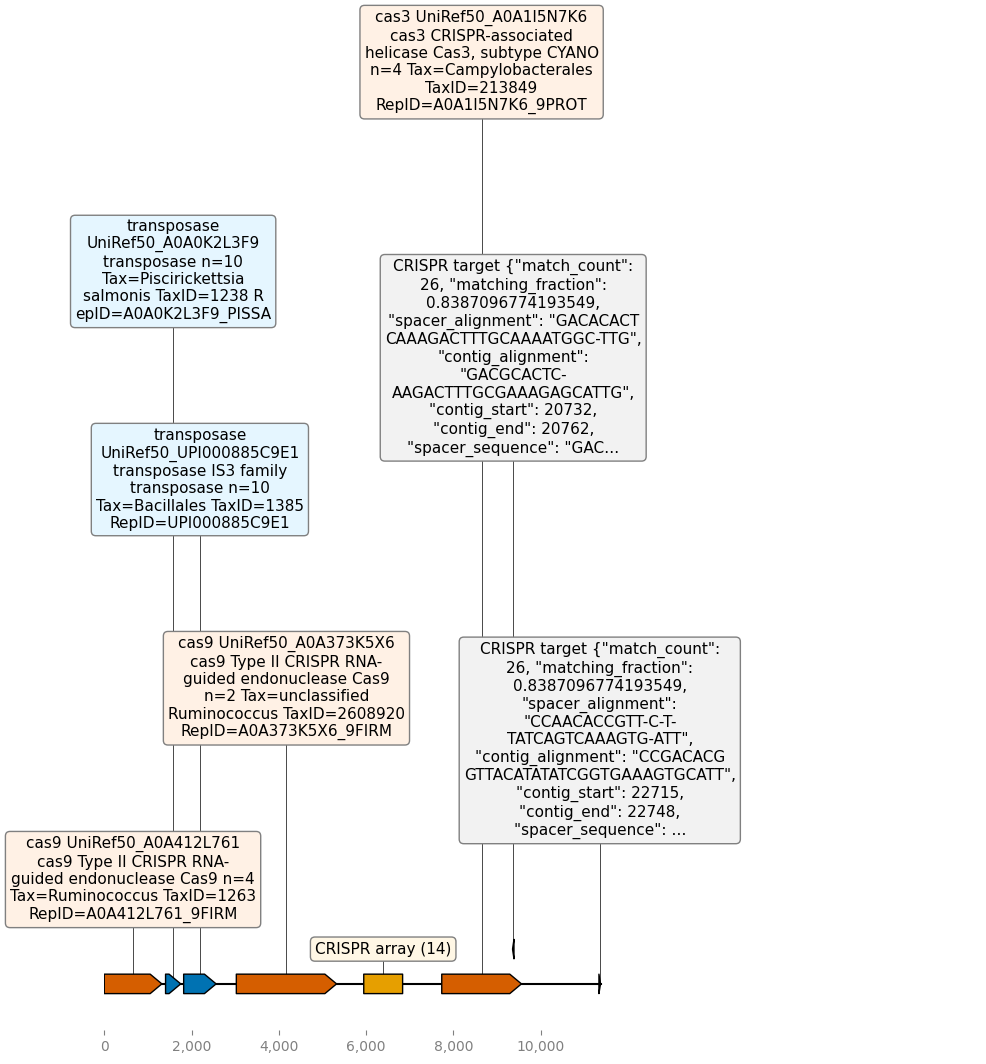 cas3 UniRef50_A0A1I5N7K6
cas3 CRISPR-associated
helicase Cas3, subtype CYANO
n=4 Tax=Campylobacterales
TaxID=213849
RepID=A0A1I5N7K6_9PROT
transposase
UniRef50_A0A0K2L3F9
transposase n=10
Tax=Piscirickettsia
salmonis TaxID=1238 R
epID=A0A0K2L3F9_PISSA
CRISPR target {"match_count":
26, "matching_fraction":
0.8387096774193549,
"spacer_alignment": "GACACACT
CAAAGACTTTGCAAAATGGC-TTG",
"contig_alignment":
"GACGCACTC-
AAGACTTTGCGAAAGAGCATTG",
"contig_start": 20732,
"contig_end": 20762,
"spacer_sequence": "GAC...
transposase
UniRef50_UPI000885C9E1
transposase IS3 family
transposase n=10
Tax=Bacillales TaxID=1385
RepID=UPI000885C9E1
cas9 UniRef50_A0A373K5X6
cas9 Type II CRISPR RNA-
guided endonuclease Cas9
n=2 Tax=unclassified
Ruminococcus TaxID=2608920
RepID=A0A373K5X6_9FIRM
CRISPR target {"match_count":
26, "matching_fraction":
0.8387096774193549,
"spacer_alignment":
"CCAACACCGTT-C-T-
TATCAGTCAAAGTG-ATT",
"contig_alignment": "CCGACACG
GTTACATATATCGGTGAAAGTGCATT",
"contig_start": 22715,
"contig_end": 22748,
"spacer_sequence": ...
cas9 UniRef50_A0A412L761
cas9 Type II CRISPR RNA-
guided endonuclease Cas9 n=4
Tax=Ruminococcus TaxID=1263
RepID=A0A412L761_9FIRM
CRISPR array (14)
0
2,000
4,000
6,000
8,000
10,000